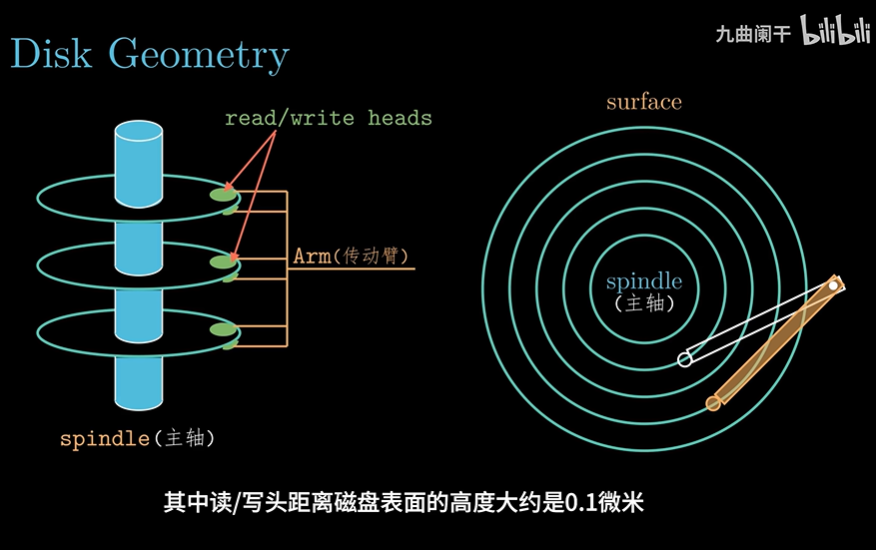 九曲阑干 bilibili
Disk Geometry
surface
read/write heads
Arm(传动臂)
spindle
(主轴)
spindle(主轴)
其中读/写头距离磁盘表面的高度大约是0.1微米